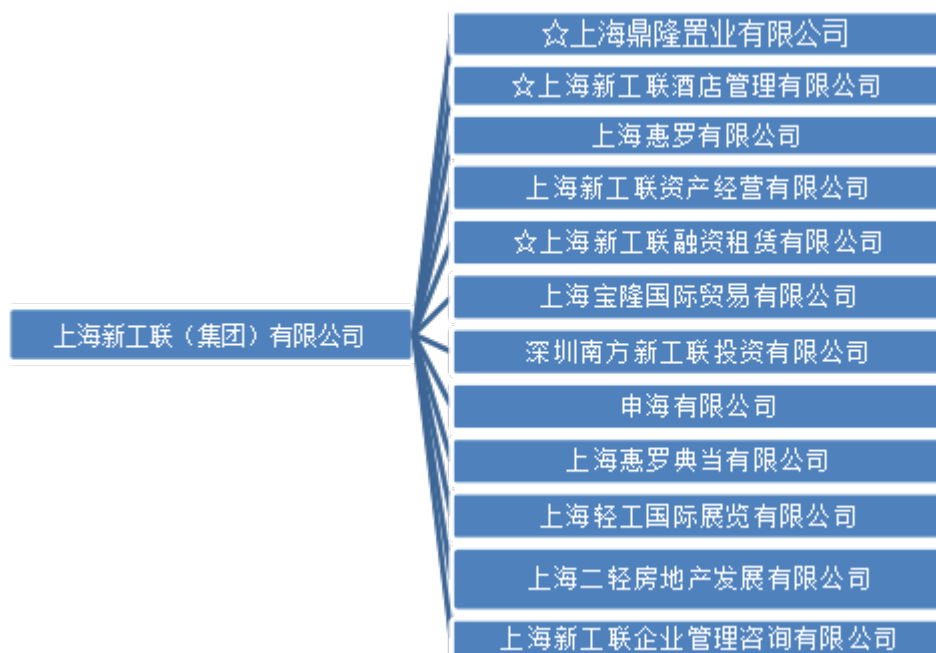 上海新工联（集团）有限公司
☆上海鼎隆置业有限公司
☆上海新工联酒店管理有限公司
上海惠罗有限公司
上海新工联资产经营有限公司
☆上海新工联融资租赁有限公司
上海宝隆国际贸易有限公司
深圳南方新工联投资有限公司
申海有限公司
上海惠罗典当有限公司
上海轻工国际展览有限公司
上海二轻房地产发展有限公司
上海新工联企业管理咨询有限公司